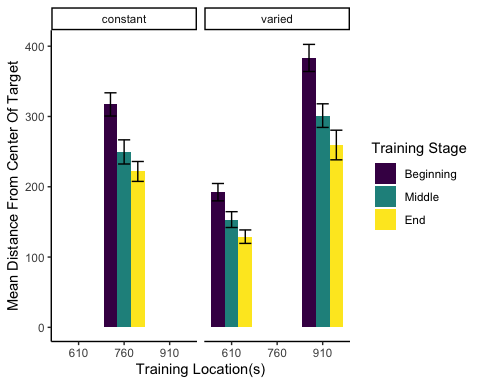 constant varied
400
300
200
100
0
Mean Distance From Center Of Target
610 760 910 610 760 910
Training Location(s)
Training Stage
Beginning
Middle
End